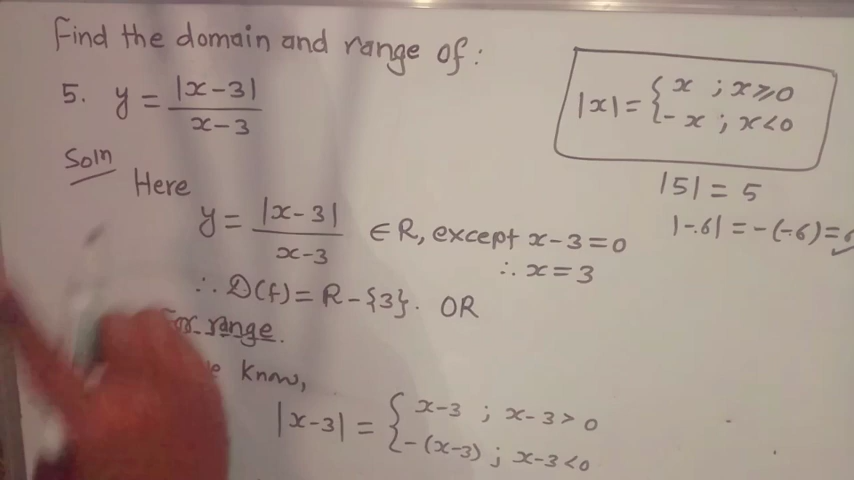 Find the domain and range of:
5. y = |x-3| / x-3
|x| = { x ; x≥0
- x ; x<0
Soln
Here
|5| = 5
y = |x-3| / x-3 ∈ R, except x-3=0
|-.6| = -(-.6) = 
∴ x = 3
∴ D(f) = R - {3}. OR
For range.
know,
|x-3| = { x-3 ; x-3 > 0
-(x-3) ; x-3 <0